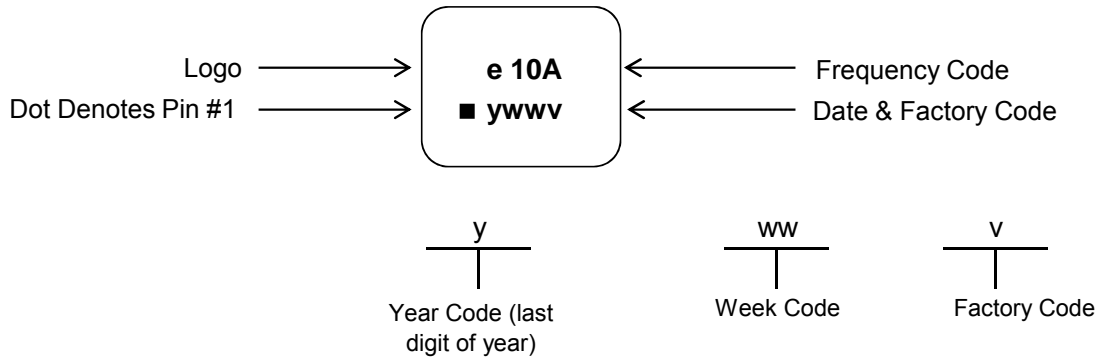 Logo
e 10A
Frequency Code
Dot Denotes Pin #1
■ ywwv
Date & Factory Code
y
ww
v
Year Code (last
digit of year)
Week Code
Factory Code